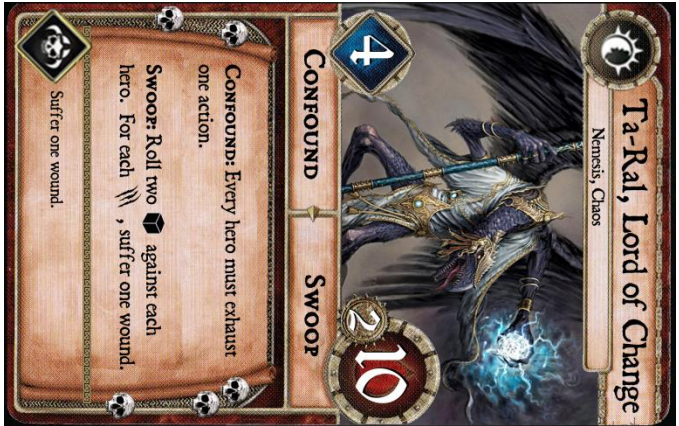 Ta-Ral, Lord of Change
Nemesis, Chaos
4
2
10
CONFOUND
SWOOP
CONFOUND: Every hero must exhaust
one action.
SWOOP: Roll two against each
hero. For each , suffer one wound.
Suffer one wound.